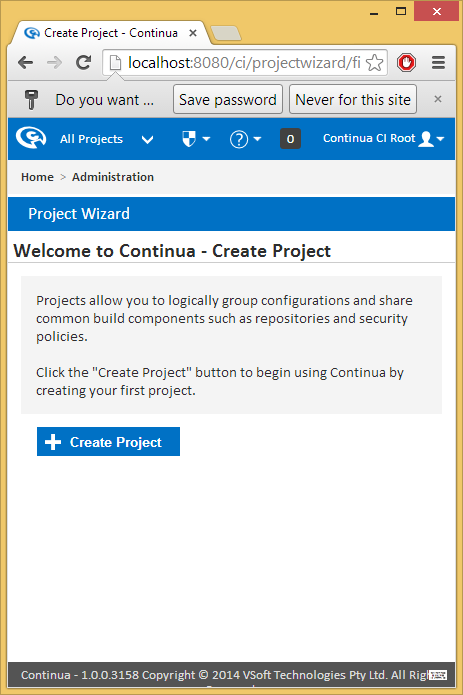 Create Project - Continua
localhost:8080/ci/projectwizard/fi
Do you want ... Save password Never for this site
All Projects ? 0 Continua CI Root
Home > Administration
Project Wizard
Welcome to Continua - Create Project
Projects allow you to logically group configurations and share
common build components such as repositories and security
policies.
Click the "Create Project" button to begin using Continua by
creating your first project.
Create Project
Continua - 1.0.0.3158 Copyright © 2014 VSoft Technologies Pty Ltd. All